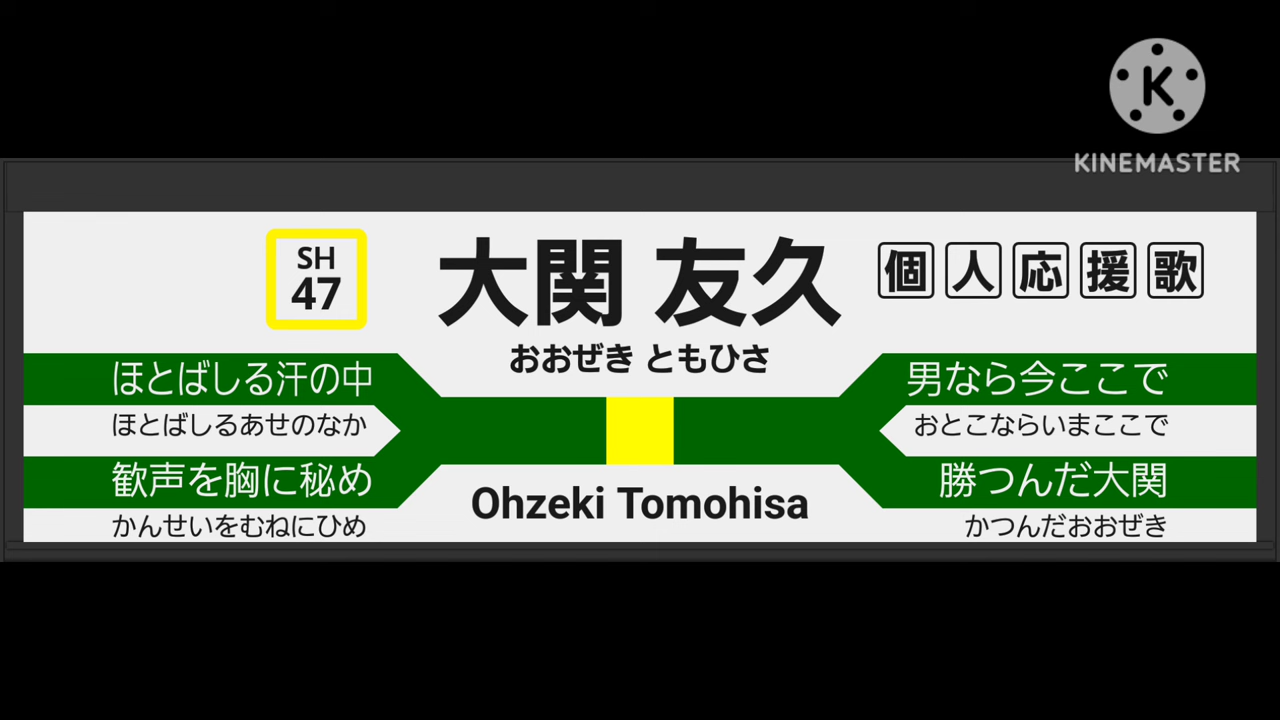 KINEMASTER
SH
47
大関 友久
個人応援歌
おおぜき ともひさ
ほとばしる汗の中
ほとばしるあせのなか
歓声を胸に秘め
かんせいをむねにひめ
男なら今ここで
おとこならいまここで
勝つんだ大関
かつんだおおぜき
Ohzeki Tomohisa